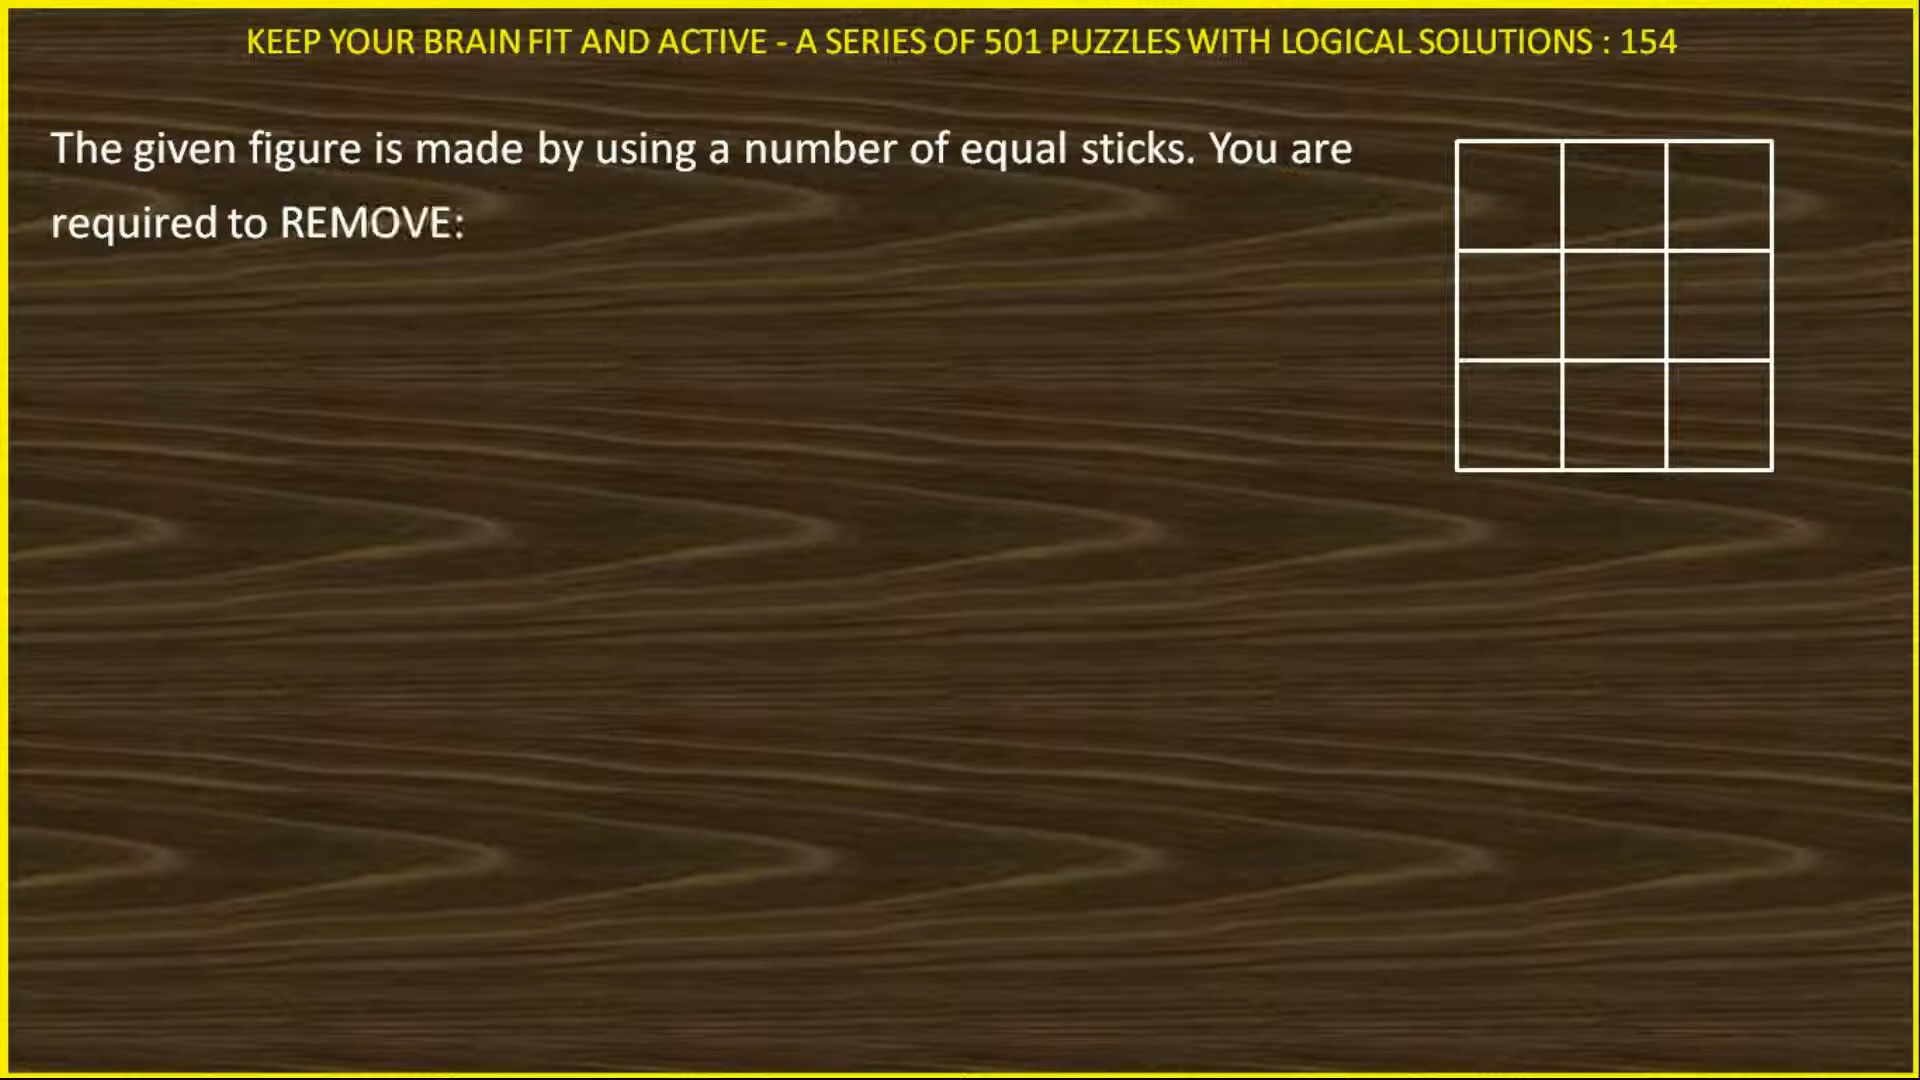 KEEP YOUR BRAIN FIT AND ACTIVE - A SERIES OF 501 PUZZLES WITH LOGICAL SOLUTIONS : 154
The given figure is made by using a number of equal sticks. You are
required to REMOVE: